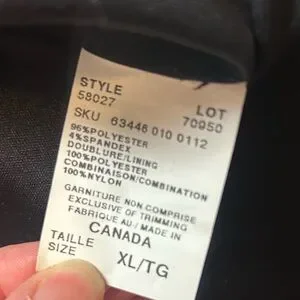 STYLE
58027
LOT
70950
SKU 63446 010 0112
96%POLYESTER
4%SPANDEX
DOUBLURE/LINING
100%POLYESTER
COMBINAISON/COMBINATION
100%NYLON
GARNITURE NON COMPRISE
EXCLUSIVE OF TRIMMING
FABRIQUE AU / MADE IN
CANADA
TAILLE
SIZE
XL/TG